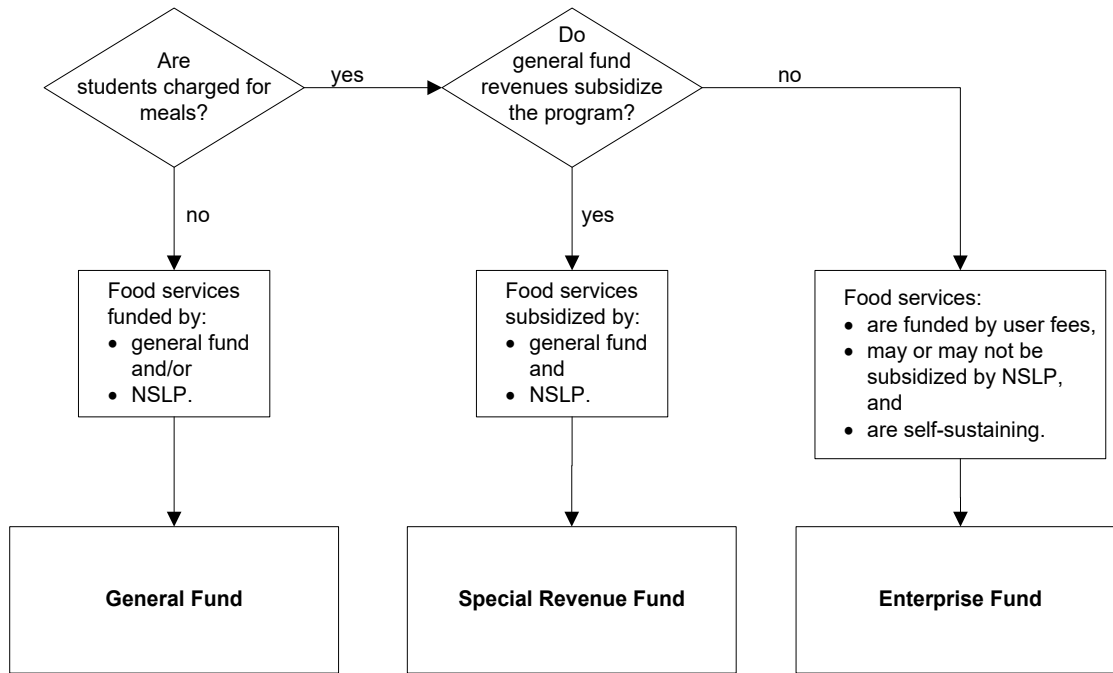 Are
students charged for
meals?
yes
Do
general fund
revenues subsidize
the program?
no
no
yes
Food services
funded by:
• general fund
and/or
• NSLP.
Food services
subsidized by:
• general fund
and
• NSLP.
Food services:
• are funded by user fees,
• may or may not be
subsidized by NSLP,
and
• are self-sustaining.
General Fund
Special Revenue Fund
Enterprise Fund